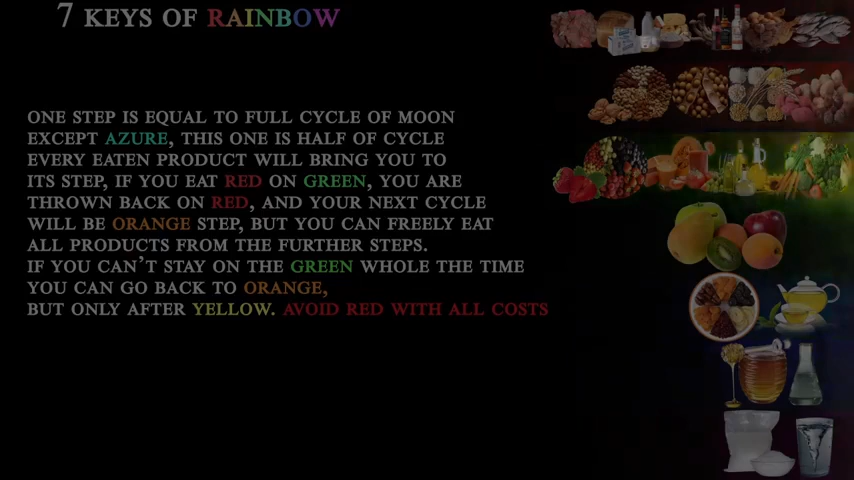 7 KEYS OF RAINBOW
ONE STEP IS EQUAL TO FULL CYCLE OF MOON
EXCEPT AZURE, THIS ONE IS HALF OF CYCLE
EVERY EATEN PRODUCT WILL BRING YOU TO
ITS STEP, IF YOU EAT RED ON GREEN, YOU ARE
THROWN BACK ON RED, AND YOUR NEXT CYCLE
WILL BE ORANGE STEP, BUT YOU CAN FREELY EAT
ALL PRODUCTS FROM THE FURTHER STEPS.
IF YOU CAN'T STAY ON THE GREEN WHOLE THE TIME
YOU CAN GO BACK TO ORANGE,
BUT ONLY AFTER YELLOW. AVOID RED WITH ALL COSTS